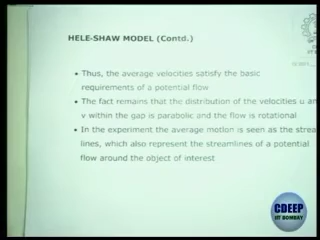 HELE-SHAW MODEL (Contd.)
• Thus, the average velocities satisfy the basic
requirements of a potential flow
• The fact remains that the distribution of the velocities u an
v within the gap is parabolic and the flow is rotational
• In the experiment the average motion is seen as the strea
lines, which also represent the streamlines of a potential
flow around the object of interest
CDEEP
IIT BOMBAY